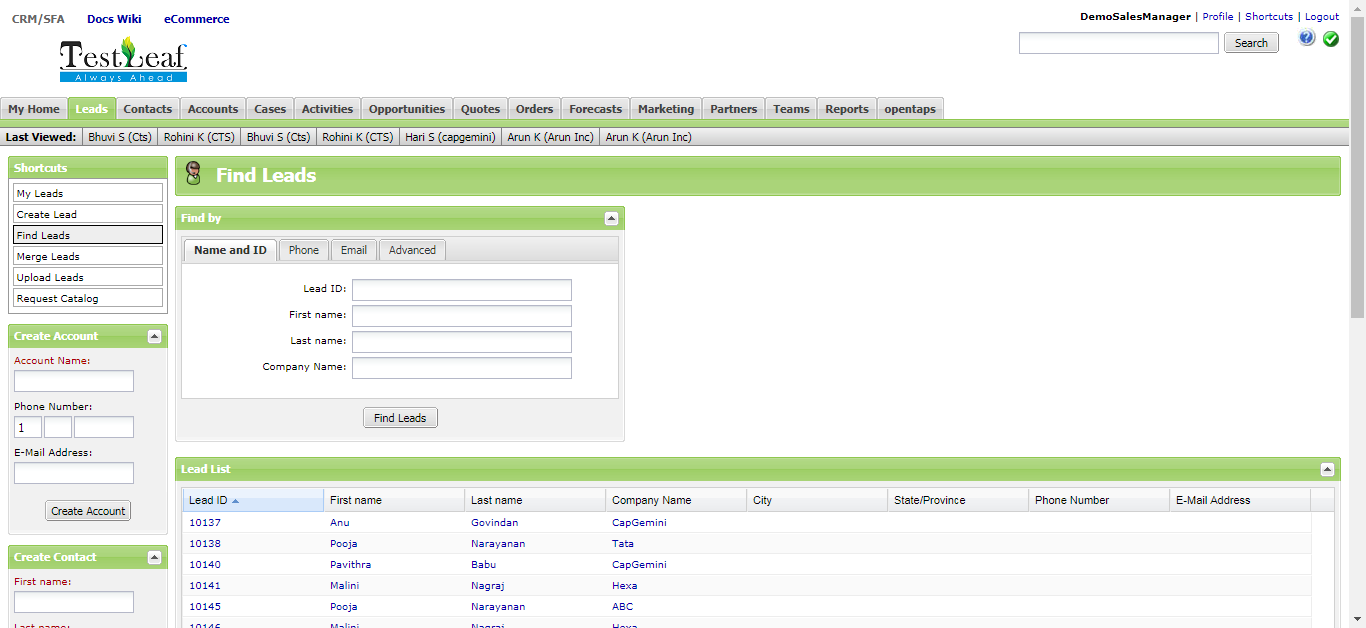 CRM/SFA Docs Wiki eCommerce
DemoSalesManager | Profile | Shortcuts | Logout
TestLeaf
Always Ahead
Search
My Home Leads Contacts Accounts Cases Activities Opportunities Quotes Orders Forecasts Marketing Partners Teams Reports opentaps
Last Viewed: Bhuvi S (Cts) Rohini K (CTS) Bhuvi S (Cts) Rohini K (CTS) Hari S (capgemini) Arun K (Arun Inc) Arun K (Arun Inc)
Shortcuts
My Leads
Create Lead
Find Leads
Merge Leads
Upload Leads
Request Catalog
Create Account
Account Name:
Phone Number:
1
E-Mail Address:
Create Account
Create Contact
First name:
Last name:
Find Leads
Find by
Name and ID Phone Email Advanced
Lead ID:
First name:
Last name:
Company Name:
Find Leads
Lead List
Lead ID First name Last name Company Name City State/Province Phone Number E-Mail Address
10137 Anu Govindan CapGemini
10138 Pooja Narayanan Tata
10140 Pavithra Babu CapGemini
10141 Malini Nagraj Hexa
10145 Pooja Narayanan ABC
10146 Malini Nagraj Hexa